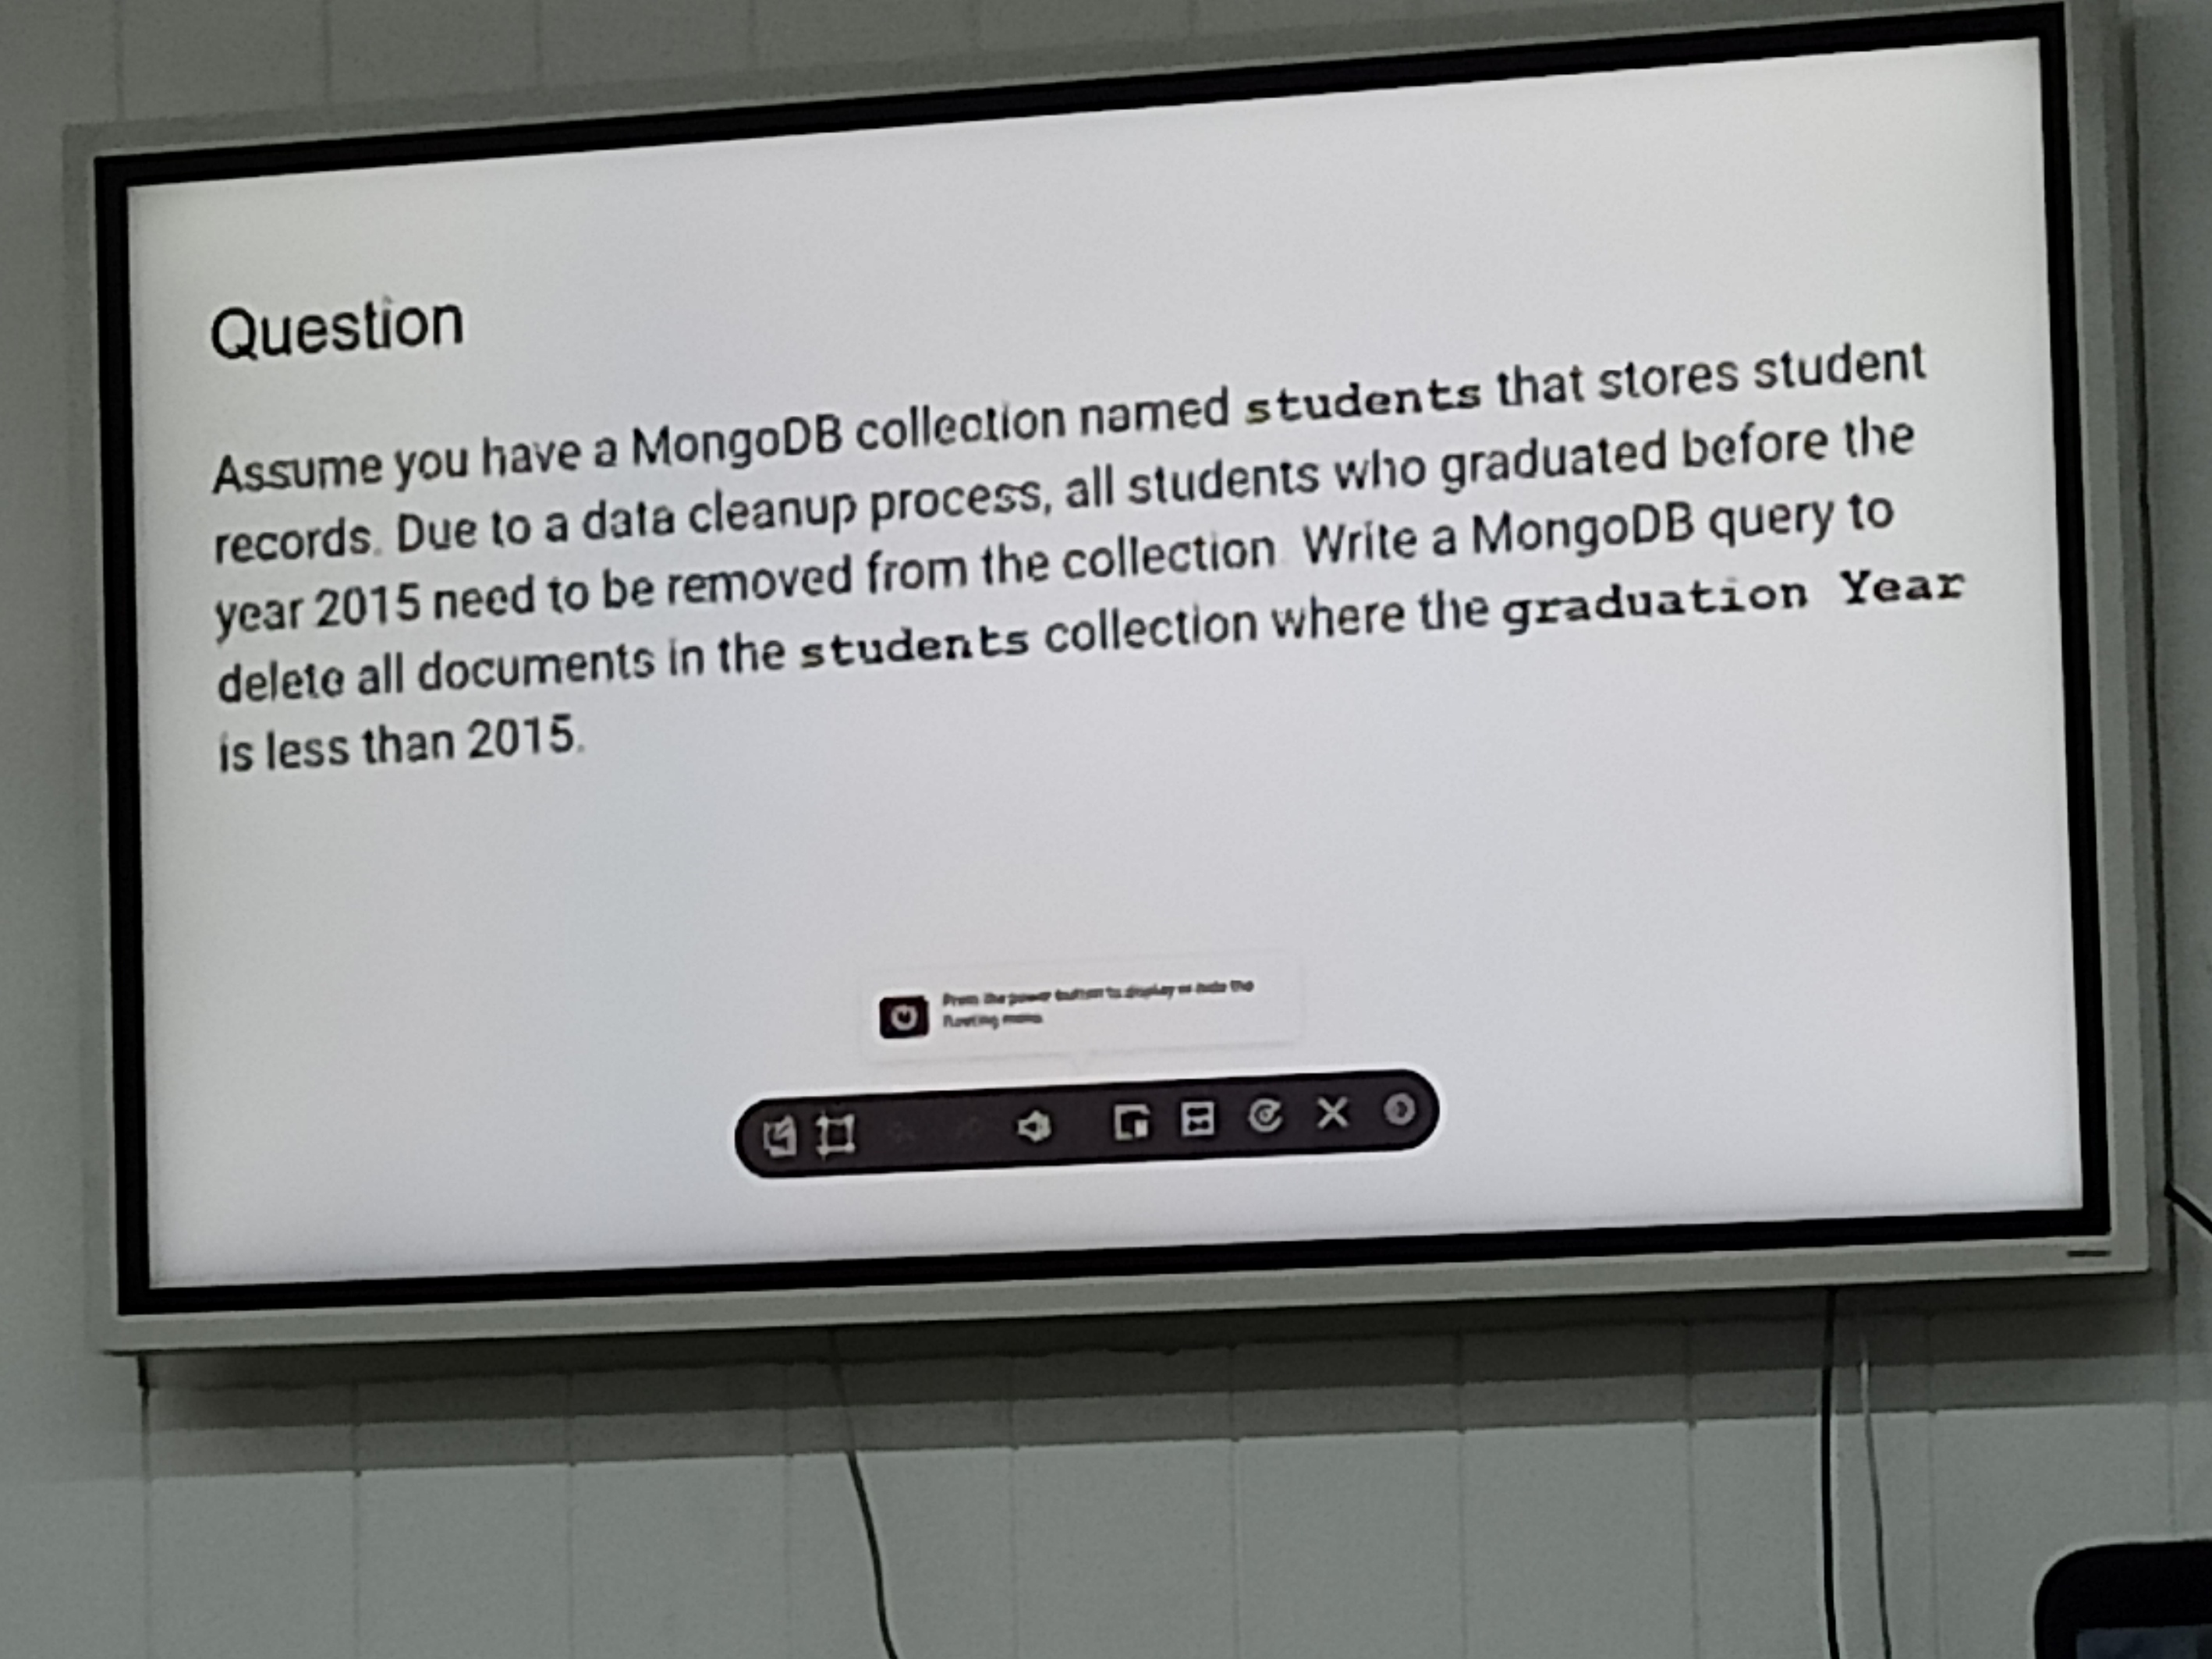 Question
Assume you have a MongoDB collection named students that stores student
records. Due to a data cleanup process, all students who graduated before the
year 2015 need to be removed from the collection. Write a MongoDB query to
delete all documents in the students collection where the graduation Year
is less than 2015.
Press the power button to display or hide the
floating menu.